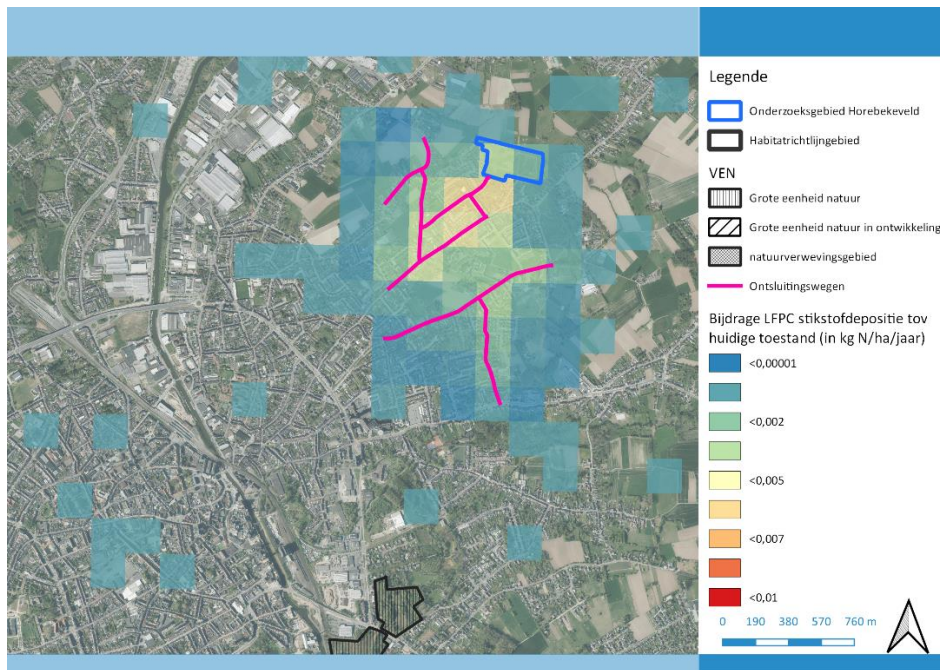 Legende
Onderzoeksgebied Horebekeveld
Habitatrichtlijngebied
VEN
Grote eenheid natuur
Grote eenheid natuur in ontwikkeling
natuurverwevingsgebied
Ontsluitingswegen
Bijdrage LFPC stikstofdepositie tov
huidige toestand (in kg N/ha/jaar)
<0,00001
<0,002
<0,005
<0,007
<0,01
0 190 380 570 760 m